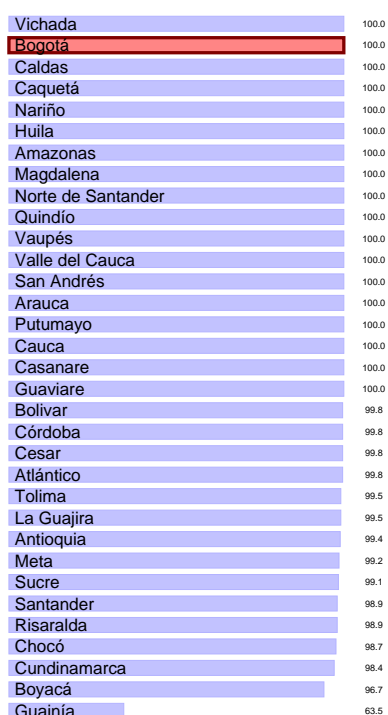 Vichada 100.0
Bogotá 100.0
Caldas 100.0
Caquetá 100.0
Nariño 100.0
Huila 100.0
Amazonas 100.0
Magdalena 100.0
Norte de Santander 100.0
Quindío 100.0
Vaupés 100.0
Valle del Cauca 100.0
San Andrés 100.0
Arauca 100.0
Putumayo 100.0
Cauca 100.0
Casanare 100.0
Guaviare 100.0
Bolivar 99.8
Córdoba 99.8
Cesar 99.8
Atlántico 99.8
Tolima 99.5
La Guajira 99.5
Antioquia 99.4
Meta 99.2
Sucre 99.1
Santander 98.9
Risaralda 98.9
Chocó 98.7
Cundinamarca 98.4
Boyacá 96.7
Guainía 63.5